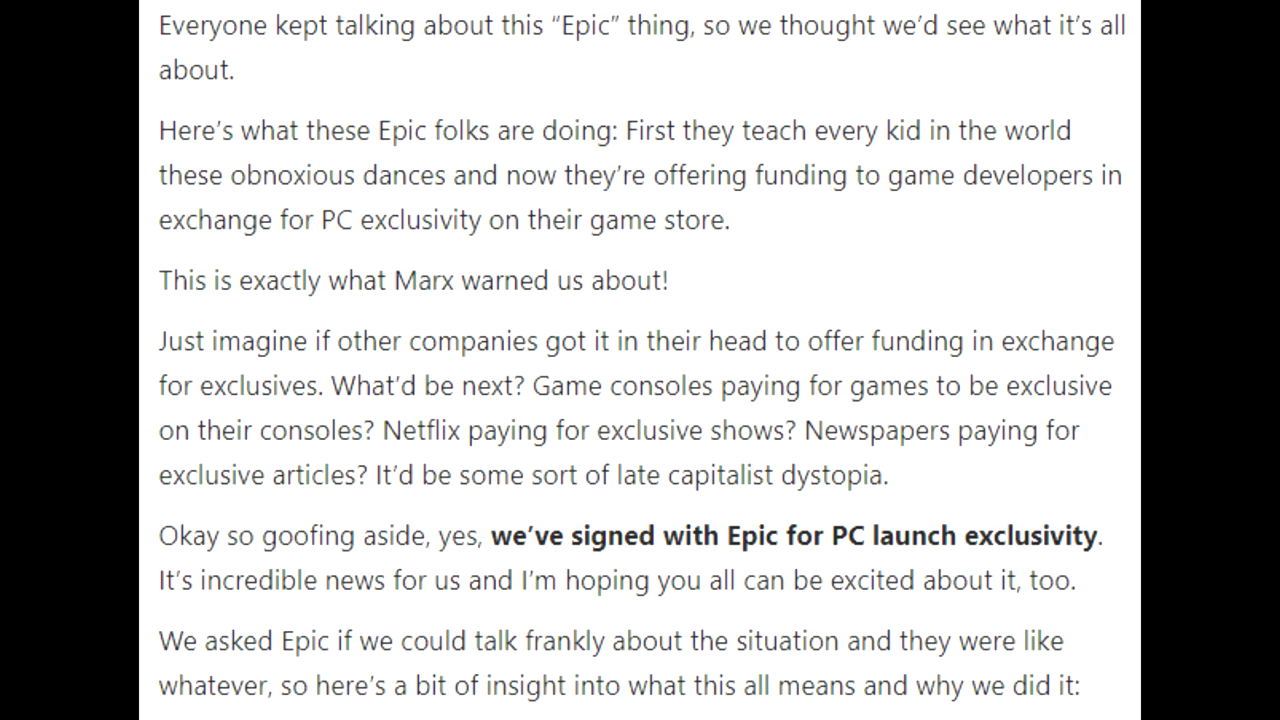 Everyone kept talking about this “Epic” thing, so we thought we’d see what it’s all
about.
Here’s what these Epic folks are doing: First they teach every kid in the world
these obnoxious dances and now they’re offering funding to game developers in
exchange for PC exclusivity on their game store.
This is exactly what Marx warned us about!
Just imagine if other companies got it in their head to offer funding in exchange
for exclusives. What’d be next? Game consoles paying for games to be exclusive
on their consoles? Netflix paying for exclusive shows? Newspapers paying for
exclusive articles? It’d be some sort of late capitalist dystopia.
Okay so goofing aside, yes, we’ve signed with Epic for PC launch exclusivity.
It’s incredible news for us and I’m hoping you all can be excited about it, too.
We asked Epic if we could talk frankly about the situation and they were like
whatever, so here’s a bit of insight into what this all means and why we did it: